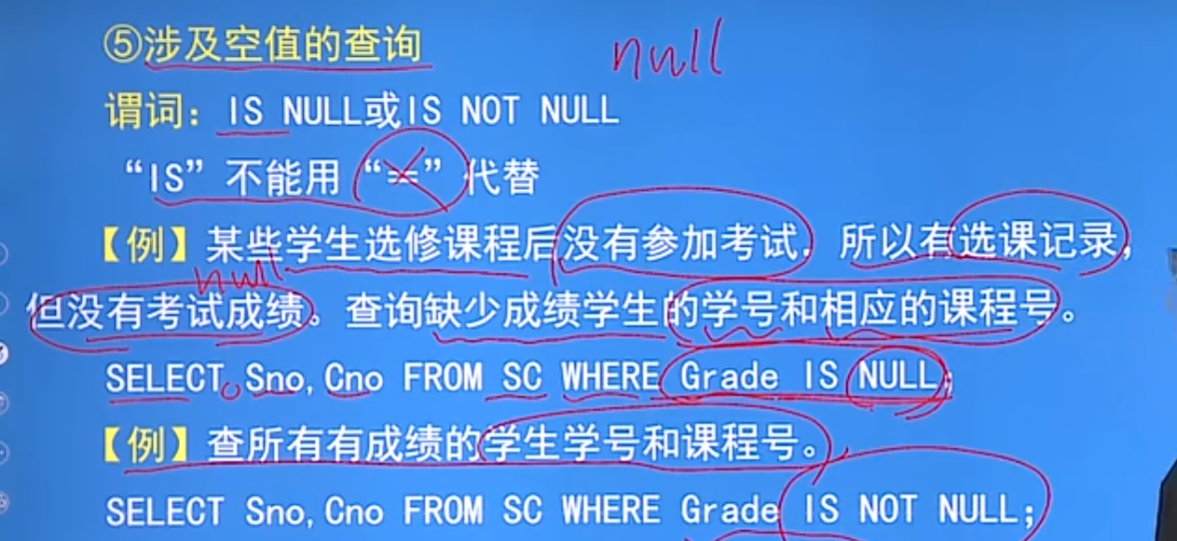 ⑤涉及空值的查询
null
谓词：IS NULL或IS NOT NULL
“IS”不能用“=”代替
【例】某些学生选修课程后没有参加考试，所以有选课记录，
null
但没有考试成绩。查询缺少成绩学生的学号和相应的课程号。
SELECT Sno,Cno FROM SC WHERE Grade IS NULL;
【例】查所有有成绩的学生学号和课程号。
SELECT Sno,Cno FROM SC WHERE Grade IS NOT NULL;